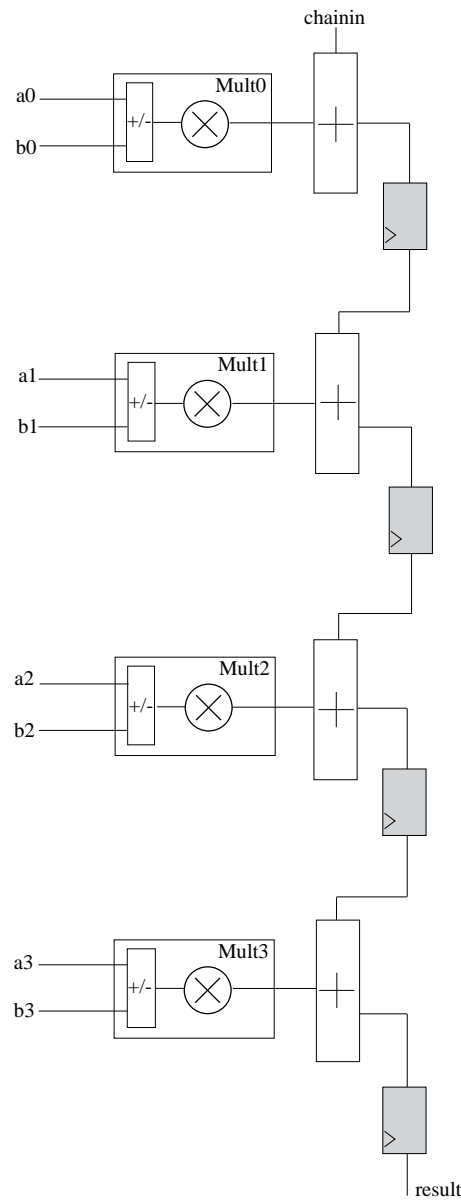 chainin
Mult0
a0
+/-
b0
Mult1
a1
+/-
b1
Mult2
a2
+/-
b2
Mult3
a3
+/-
b3
result